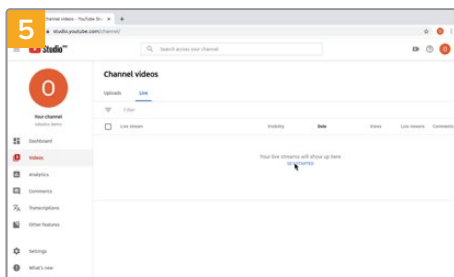 5
Channel videos - YouTube St
studio.youtube.com/channel/
Studio
Search across your channel
O
O
Channel videos
Uploads Live
Filter
Live stream Visibility Date Views Live viewers Comments
Your live streams will show up here
GET STARTED
Your channel
Dashboard
Videos
Analytics
Comments
Transcriptions
Other features
Settings
What's new